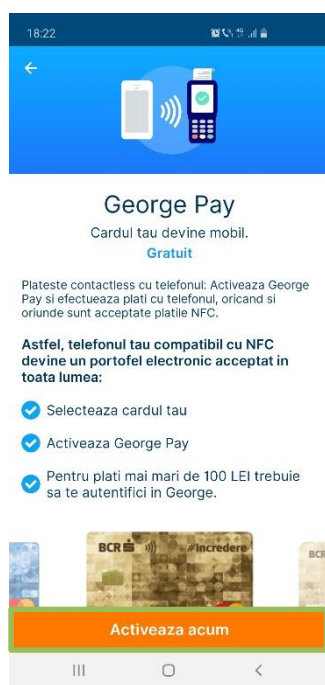 18:22
George Pay
Cardul tau devine mobil.
Gratuit
Plateste contactless cu telefonul: Activeaza George
Pay si efectueaza plati cu telefonul, oricand si
oriunde sunt acceptate platile NFC.
Astfel, telefonul tau compatibil cu NFC
devine un portofel electronic acceptat in
toata lumea:
Selecteaza cardul tau
Activeaza George Pay
Pentru plati mai mari de 100 LEI trebuie
sa te autentifici in George.
BCR #incredere
BCR
Activeaza acum